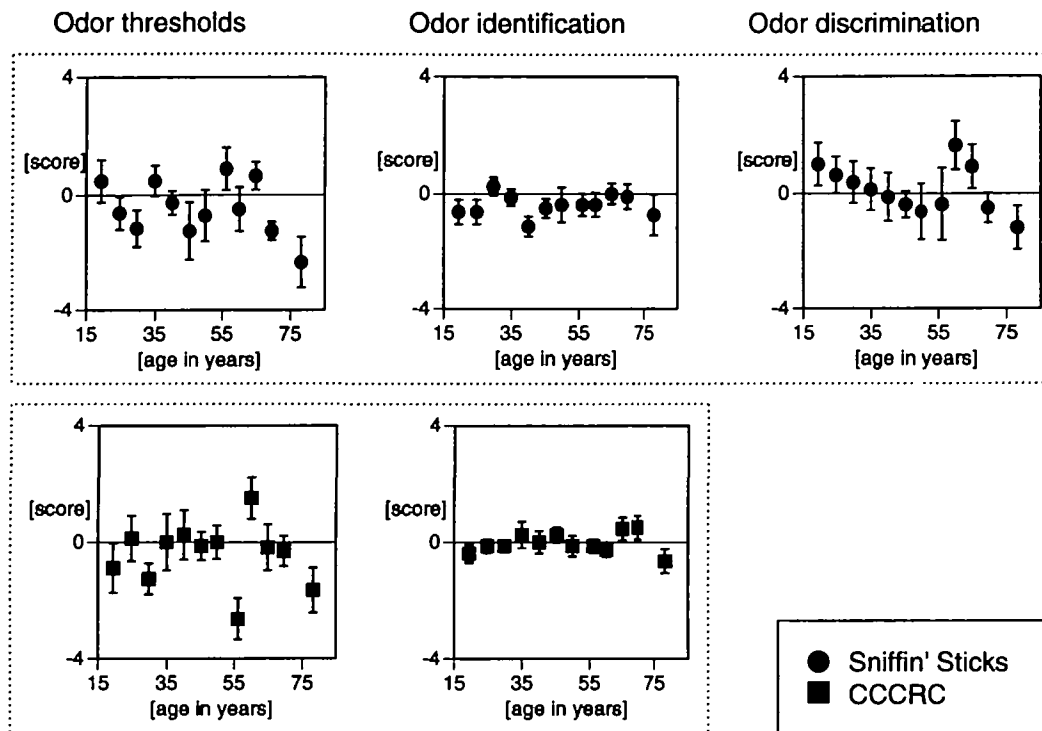 Odor thresholds
Odor identification
Odor discrimination
4
[score]
0
-4
15 35 55 75
[age in years]
4
[score]
0
-4
15 35 55 75
[age in years]
4
[score]
0
-4
15 35 55 75
[age in years]
4
[score]
0
-4
15 35 55 75
[age in years]
4
[score]
0
-4
15 35 55 75
[age in years]
Sniffin' Sticks
CCCRC